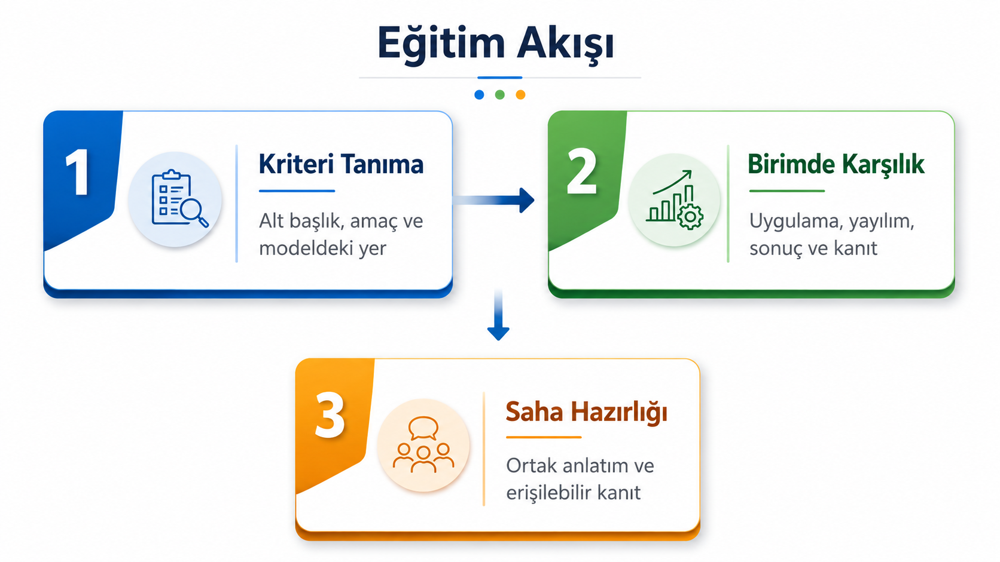 Eğitim Akışı
1
Kriteri Tanıma
Alt başlık, amaç ve
modeldeki yer
2
Birimde Karşılık
Uygulama, yayılım,
sonuç ve kanıt
3
Saha Hazırlığı
Ortak anlatım ve
erişilebilir kanıt